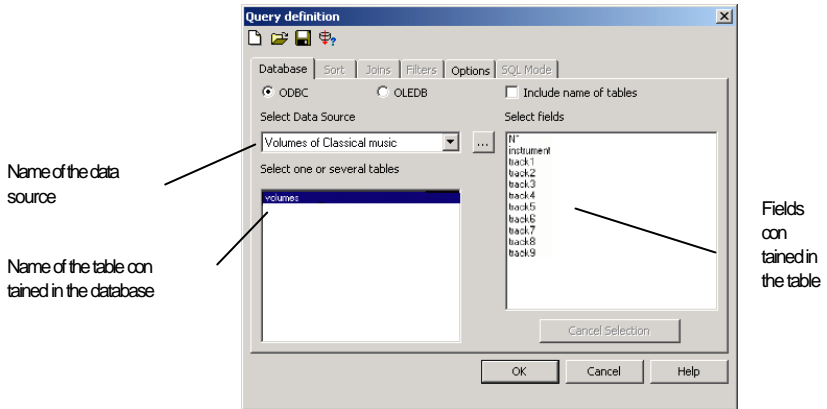 Query definition
Database Sort Joins Filters Options SQL Mode
ODBC OLEDB Include name of tables
Select Data Source Select fields
Volumes of Classical music ...
Select one or several tables
volumes
N°
instrument
track1
track2
track3
track4
track5
track6
track7
track8
track9
Cancel Selection
OK Cancel Help
Name of the data
source
Name of the table con
tained in the database
Fields
con
tained in
the table